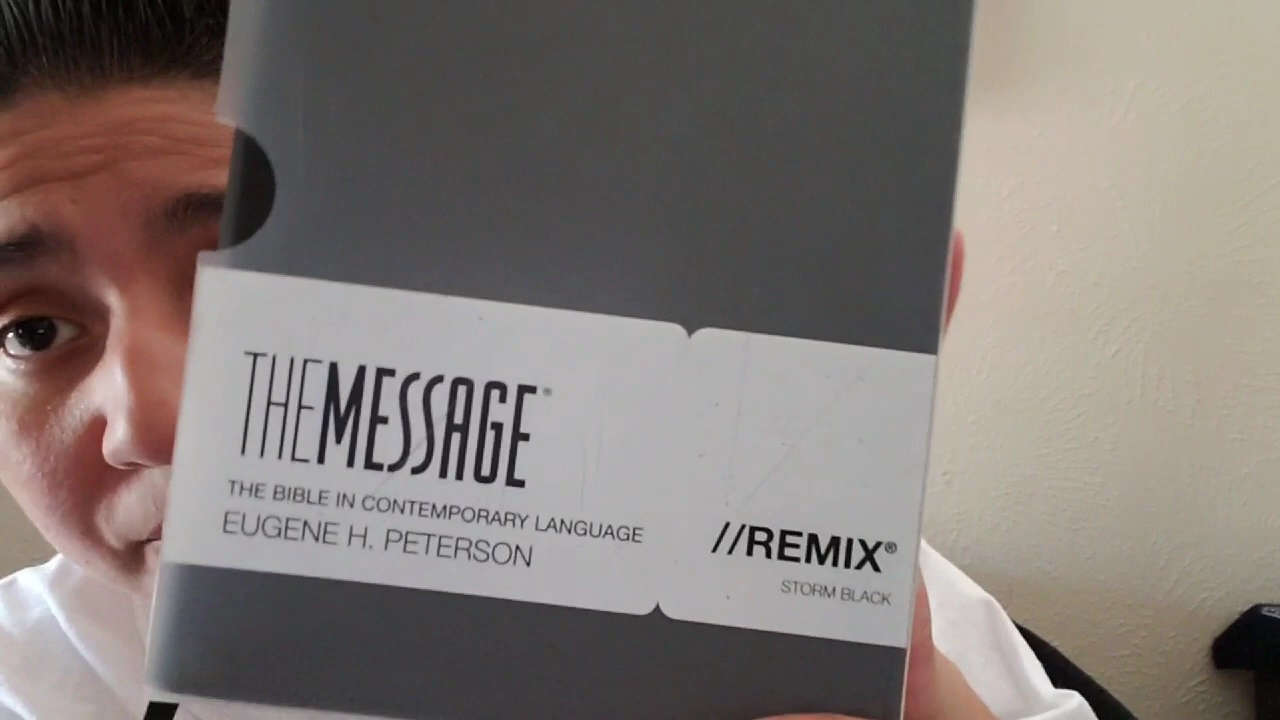 THEMESSAGE®
THE BIBLE IN CONTEMPORARY LANGUAGE
EUGENE H. PETERSON
//REMIX®
STORM BLACK